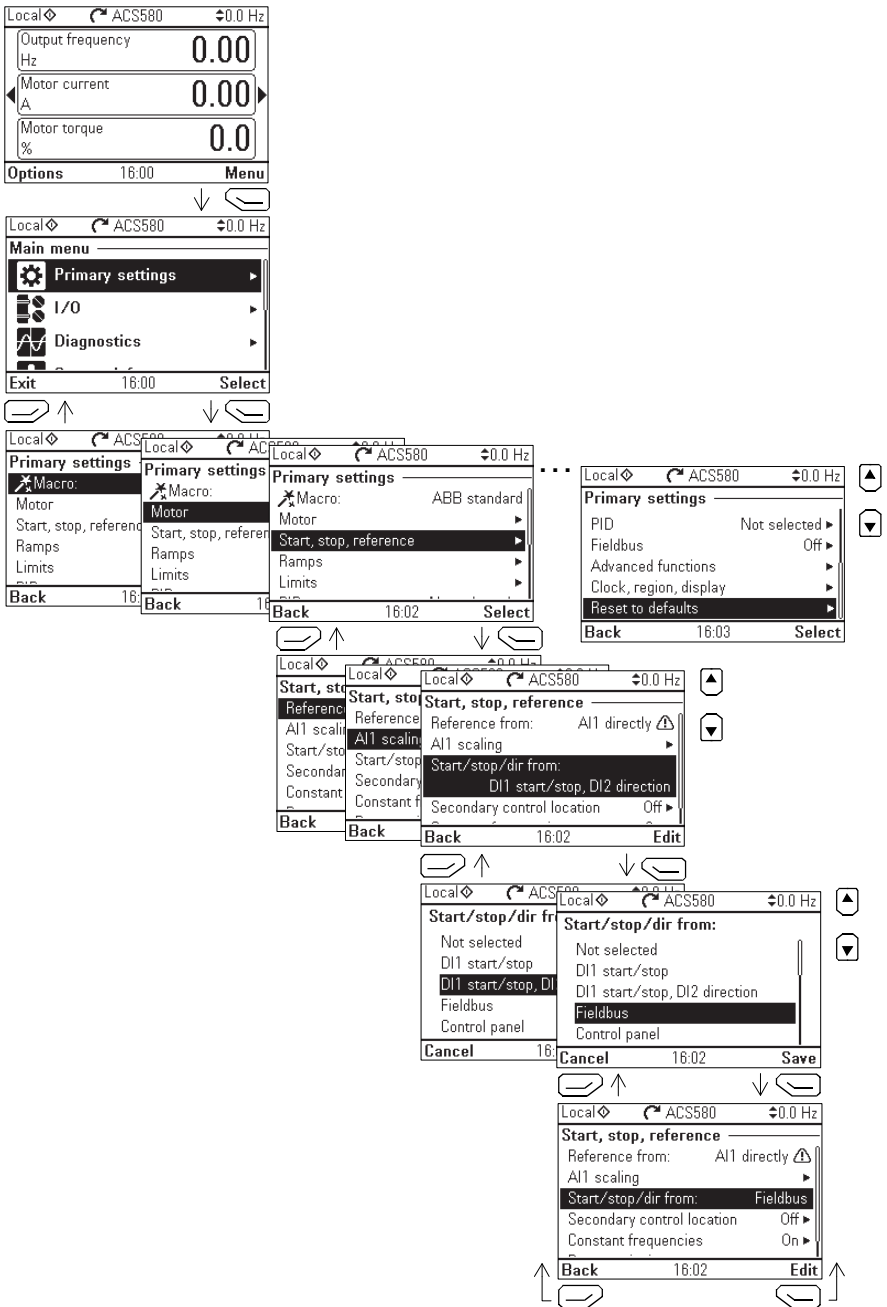 Local ACS580 0.0 Hz
Output frequency
Hz
0.00
Motor current
A
0.00
Motor torque
%
0.0
Options 16:00 Menu
Local ACS580 0.0 Hz
Main menu
Primary settings
I/O
Diagnostics
Exit 16:00 Select
Local
Primary settings
Macro:
Motor
Start, stop,
Ramps
Limits
Back
Local
Primary settings
Macro:
Motor
Start, stop,
Ramps
Limits
Back
Local ACS580 0.0 Hz
Primary settings
Macro: ABB standard
Motor
Start, stop, reference
Ramps
Limits
Back 16:02 Select
...
Local ACS580 0.0 Hz
Primary settings
PID Not selected
Fieldbus Off
Advanced functions
Clock, region, display
Reset to defaults
Back 16:03 Select
Local
Start,
Back
Local
Start,
Reference
AI1
Back
Local ACS580 0.0 Hz
Start, stop, reference
Reference from: AI1 directly
AI1 scaling
Start/stop/dir from:
DI1 start/stop, DI2 direction
Secondary control location Off
Back 16:02 Edit
Local
Start/stop/dir
Not selected
DI1 start/stop
DI1 start/stop,
Fieldbus
Control panel
Cancel
Local ACS580 0.0 Hz
Start/stop/dir from:
Not selected
DI1 start/stop
DI1 start/stop, DI2 direction
Fieldbus
Control panel
Cancel 16:02 Save
Local ACS580 0.0 Hz
Start, stop, reference
Reference from: AI1 directly
AI1 scaling
Start/stop/dir from: Fieldbus
Secondary control location Off
Constant frequencies On
Back 16:02 Edit